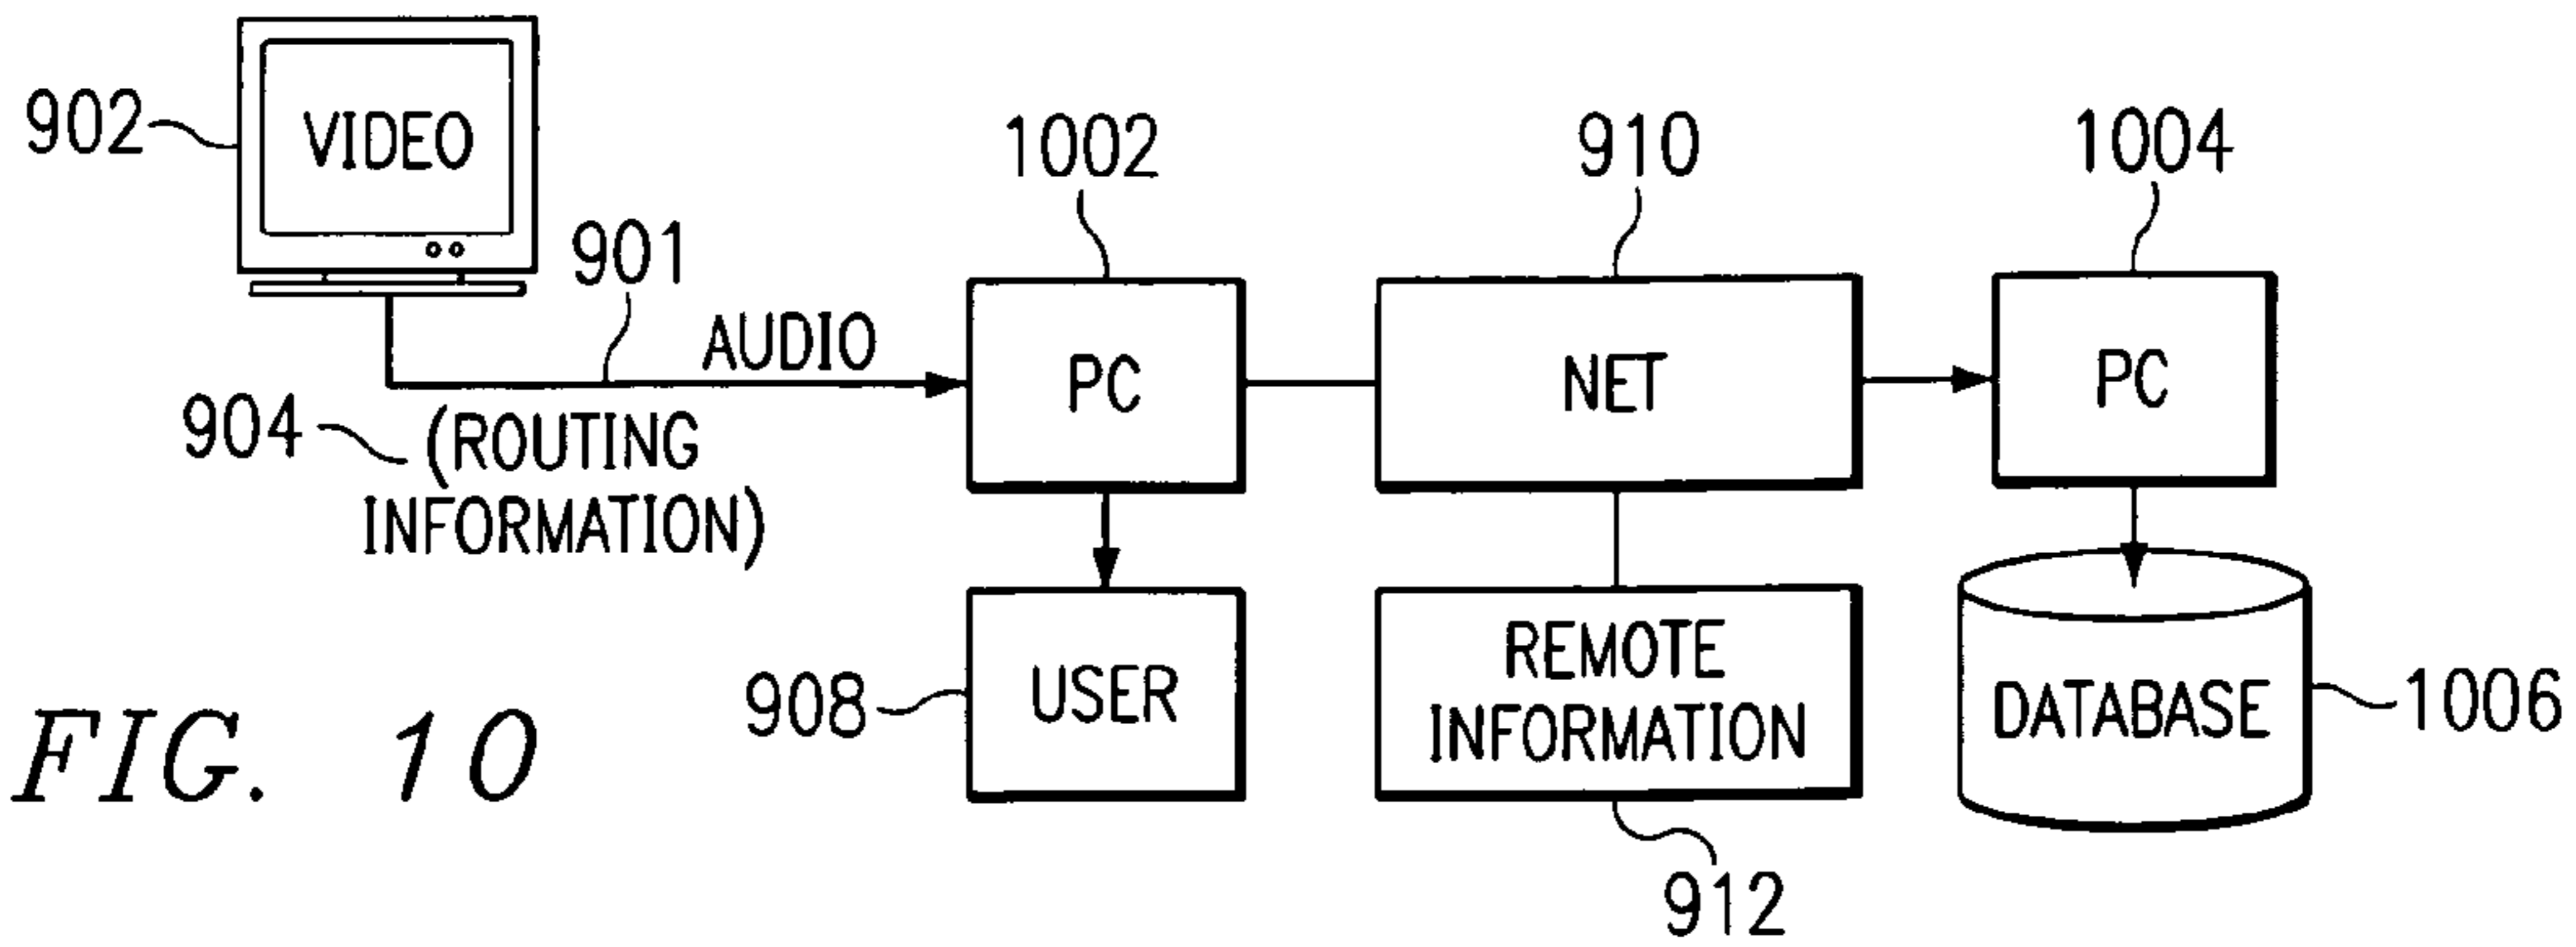 902
VIDEO
901
AUDIO
904
(ROUTING
INFORMATION)
1002
PC
910
NET
1004
PC
908
USER
REMOTE
INFORMATION
912
DATABASE
1006
FIG. 10